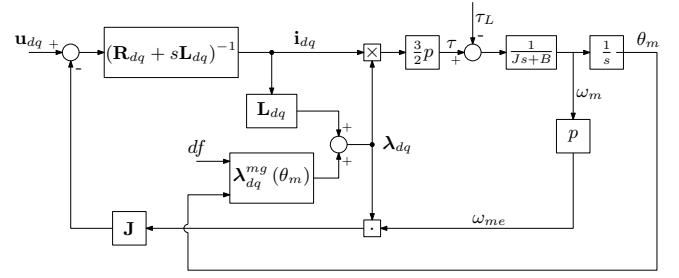 τ_L
u_dq + - (R_dq + sL_dq)^{-1} i_dq × 3/2 p τ + - 1/(Js+B) 1/s θ_m
ω_m
L_dq
p
+
df λ_dq^{mg}(θ_m) + λ_dq
ω_me
J ·